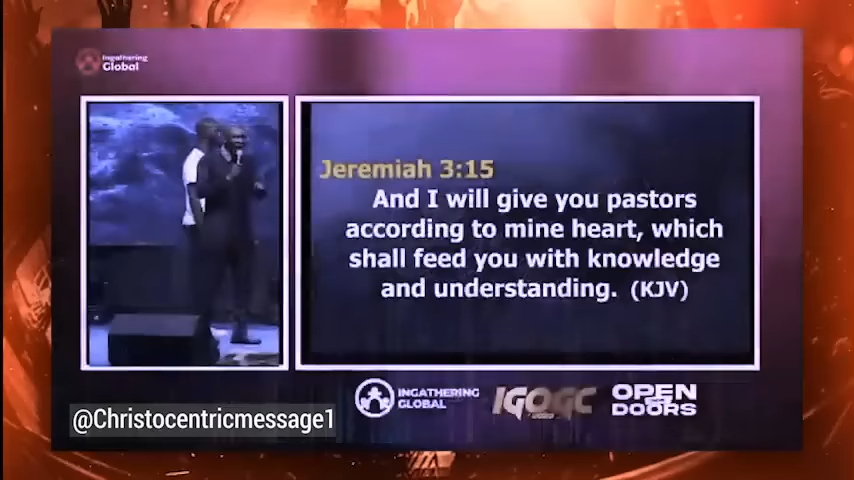 Ingathering
Global
Jeremiah 3:15
And I will give you pastors
according to mine heart, which
shall feed you with knowledge
and understanding. (KJV)
INGATHERING
GLOBAL
IGOGC
OPEN
DOORS
@Christocentricmessage1